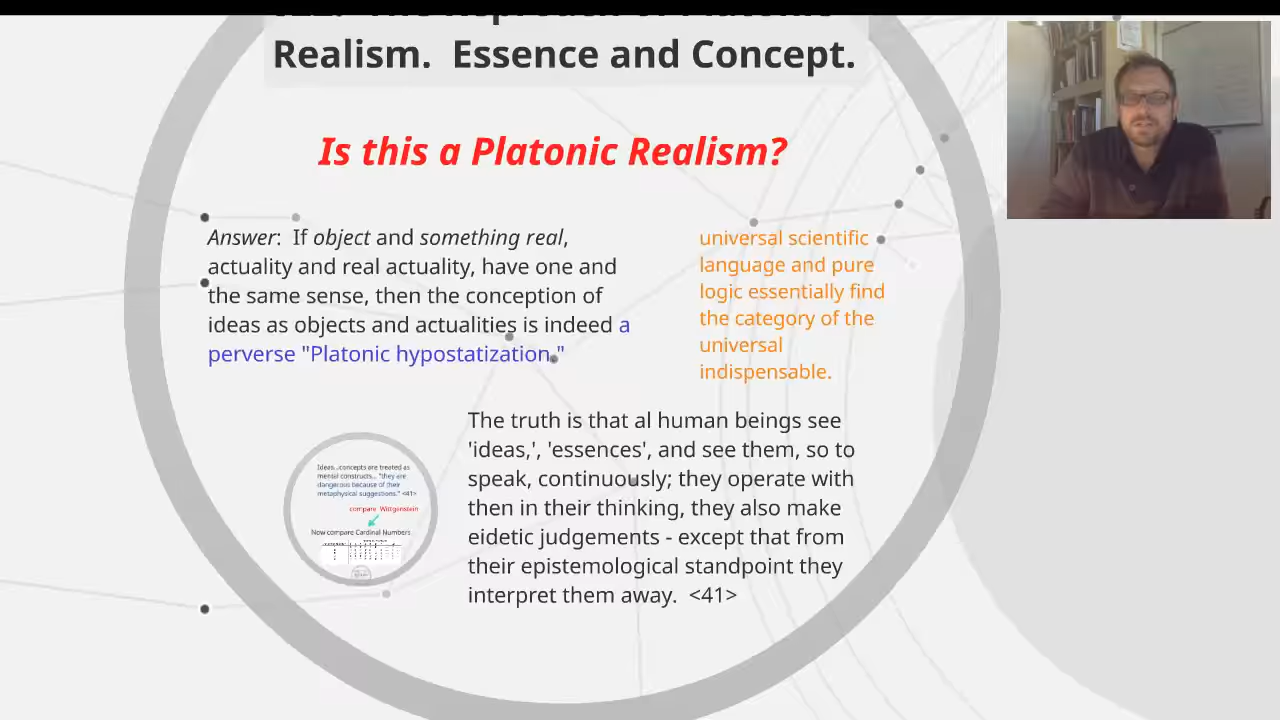 Realism.  Essence and Concept.
Is this a Platonic Realism?
Answer:  If object and something real,
actuality and real actuality, have one and
the same sense, then the conception of
ideas as objects and actualities is indeed a
perverse "Platonic hypostatization."
universal scientific
language and pure
logic essentially find
the category of the
universal
indispensable.
The truth is that al human beings see
'ideas,', 'essences', and see them, so to
speak, continuously; they operate with
then in their thinking, they also make
eidetic judgements - except that from
their epistemological standpoint they
interpret them away.  <41>
Ideas...concepts are treated as
mental constructs... "they are
dangerous because of their
metaphysical suggestions." <41>
compare Wittgenstein
Now compare Cardinal Numbers